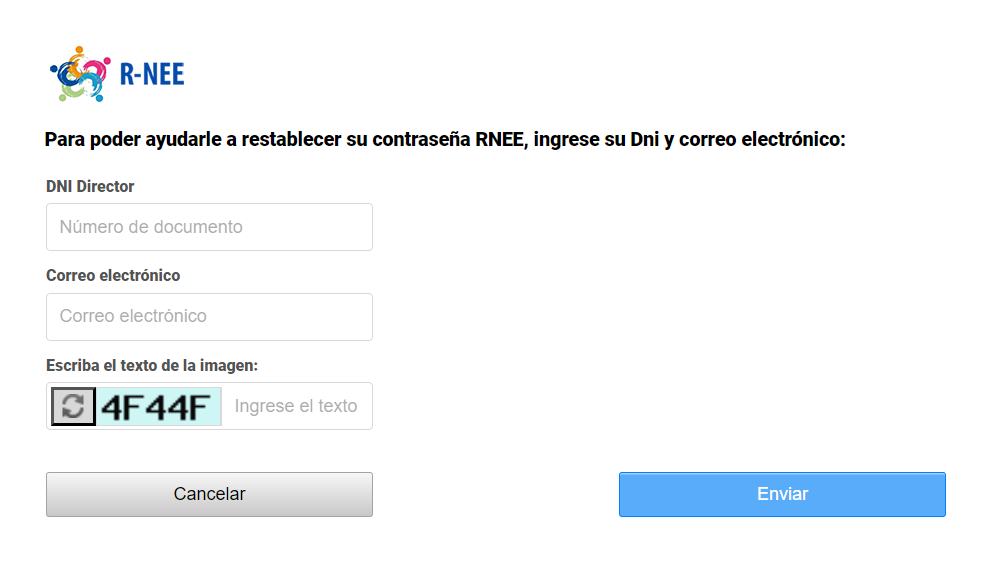 R-NEE
Para poder ayudarle a restablecer su contraseña RNEE, ingrese su Dni y correo electrónico:
DNI Director
Número de documento
Correo electrónico
Correo electrónico
Escriba el texto de la imagen:
4F44F Ingrese el texto
Cancelar Enviar